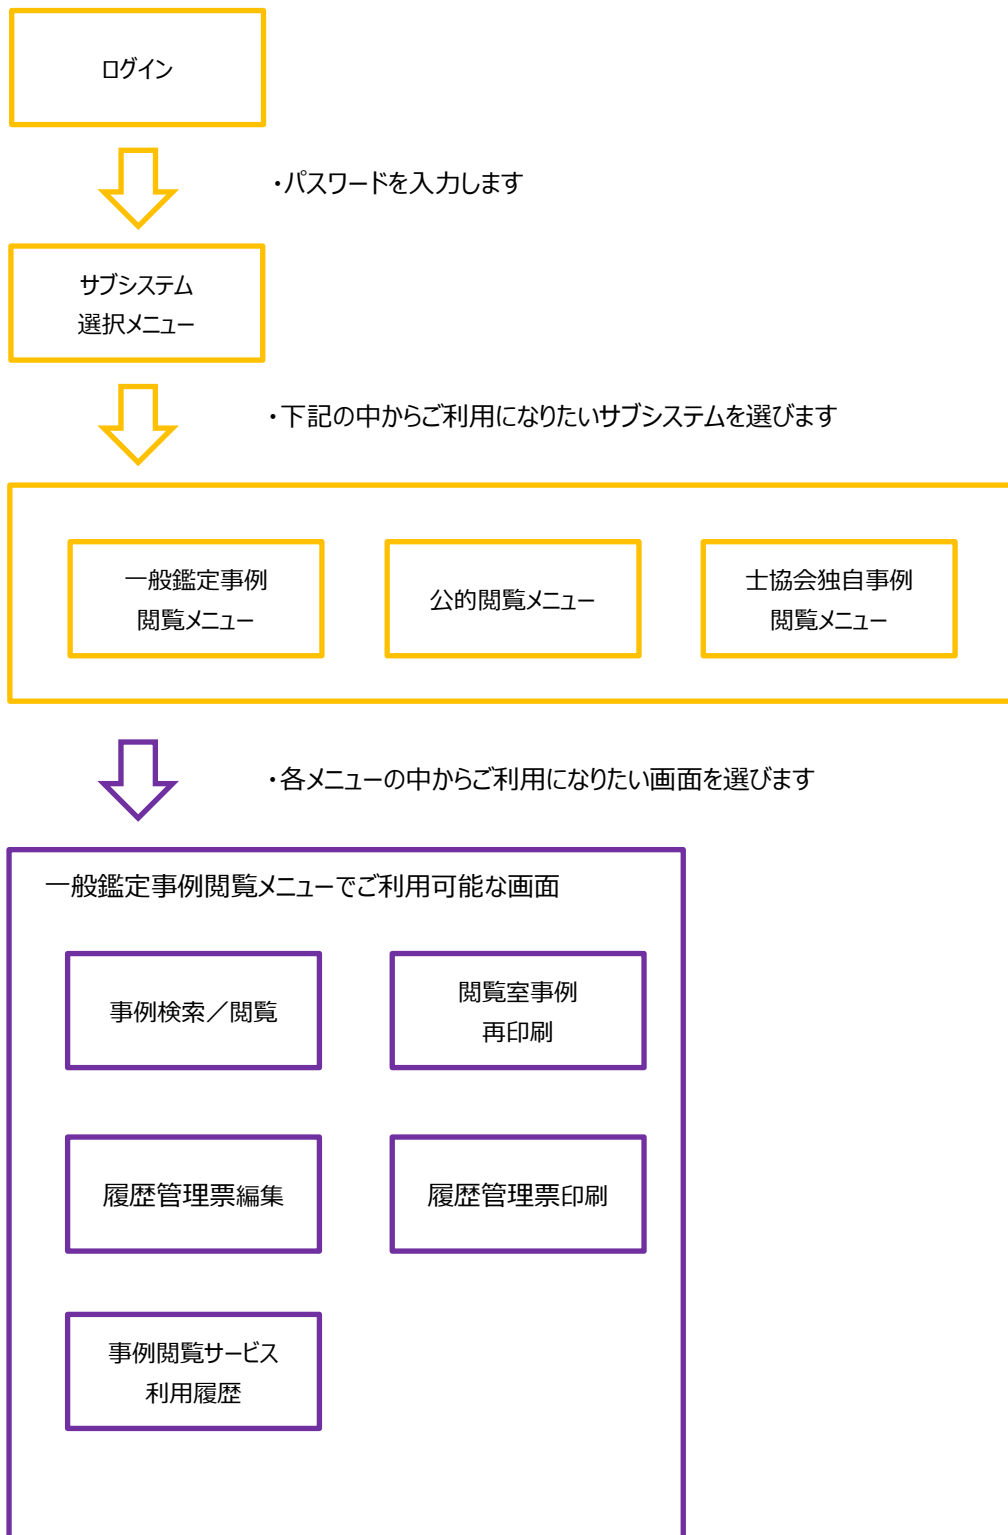 ログイン
・パスワードを入力します
サブシステム
選択メニュー
・下記の中からご利用になりたいサブシステムを選びます
一般鑑定事例
閲覧メニュー
公的閲覧メニュー
士協会独自事例
閲覧メニュー
・各メニューの中からご利用になりたい画面を選びます
一般鑑定事例閲覧メニューでご利用可能な画面
事例検索／閲覧
閲覧室事例
再印刷
履歴管理票編集
履歴管理票印刷
事例閲覧サービス
利用履歴